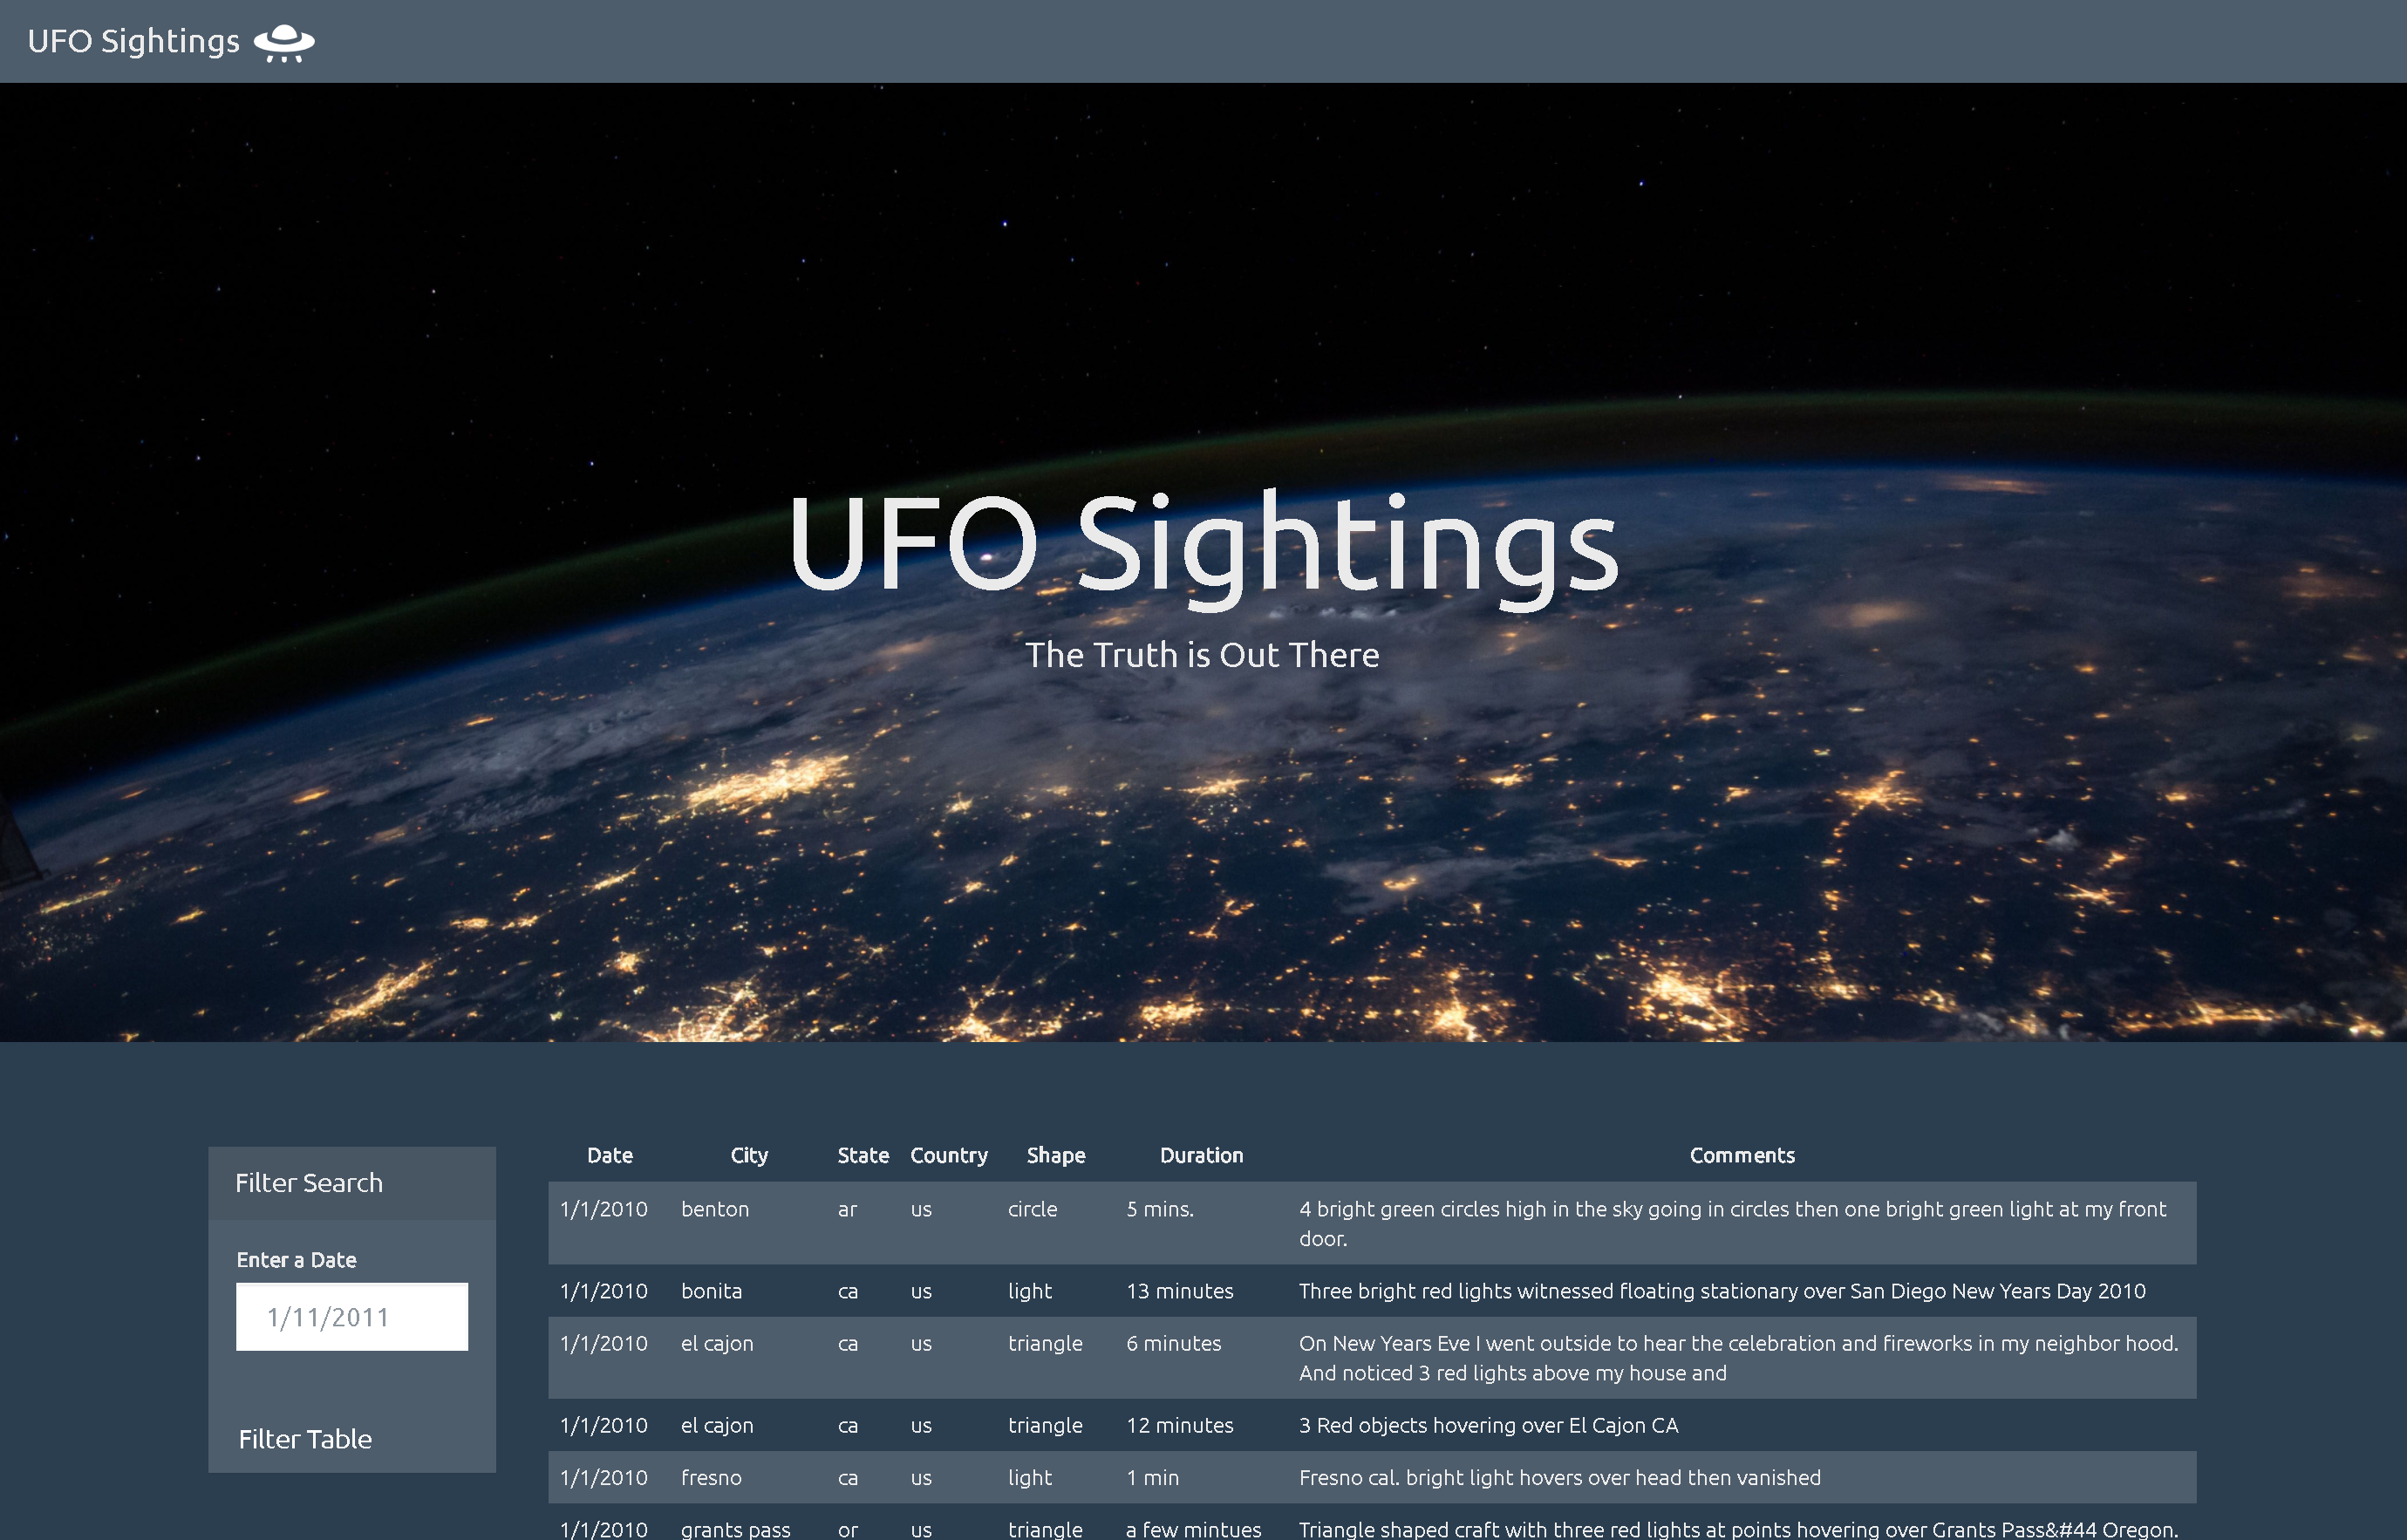 UFO Sightings
UFO Sightings
The Truth is Out There
Filter Search
Enter a Date
1/11/2011
Filter Table
Date City State Country Shape Duration Comments
1/1/2010 benton ar us circle 5 mins. 4 bright green circles high in the sky going in circles then one bright green light at my front
door.
1/1/2010 bonita ca us light 13 minutes Three bright red lights witnessed floating stationary over San Diego New Years Day 2010
1/1/2010 el cajon ca us triangle 6 minutes On New Years Eve I went outside to hear the celebration and fireworks in my neighbor hood.
And noticed 3 red lights above my house and
1/1/2010 el cajon ca us triangle 12 minutes 3 Red objects hovering over El Cajon CA
1/1/2010 fresno ca us light 1 min Fresno cal. bright light hovers over head then vanished
1/1/2010 grants pass or us triangle a few mintues Triangle shaped craft with three red lights at points hovering over Grants Pass&#44 Oregon.